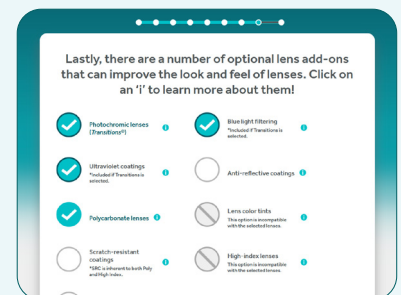 Lastly, there are a number of optional lens add-ons
that can improve the look and feel of lenses. Click on
an ‘i’ to learn more about them!
Photochromic lenses
(Transitions®)
i
Blue light filtering
*Included if Transitions is
selected.
i
Ultraviolet coatings
*Included if Transitions is
selected.
i
Anti-reflective coatings
i
Polycarbonate lenses
i
Lens color tints
This option is incompatible
with the selected lenses.
i
Scratch-resistant
coatings
*SRC is inherent to both Poly
and High Index.
i
High-index lenses
This option is incompatible
with the selected lenses.
i